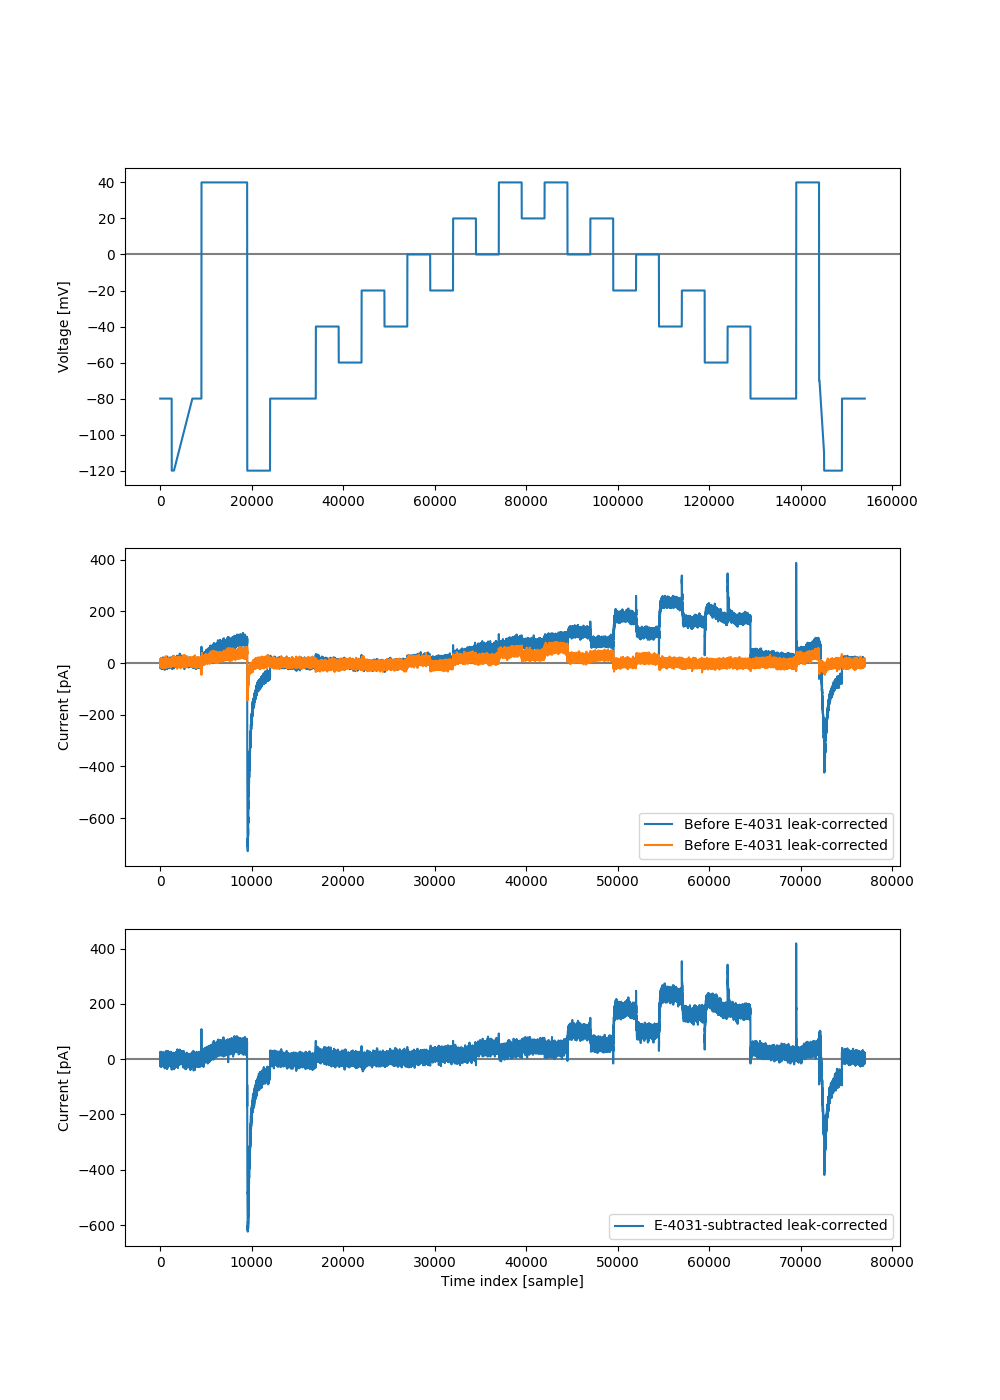 40
20
0
−20
−40
−60
−80
−100
−120
Voltage [mV]
0 20000 40000 60000 80000 100000 120000 140000 160000
400
200
0
−200
−400
−600
Current [pA]
Before E-4031 leak-corrected
Before E-4031 leak-corrected
0 10000 20000 30000 40000 50000 60000 70000 80000
400
200
0
−200
−400
−600
Current [pA]
E-4031-subtracted leak-corrected
0 10000 20000 30000 40000 50000 60000 70000 80000
Time index [sample]